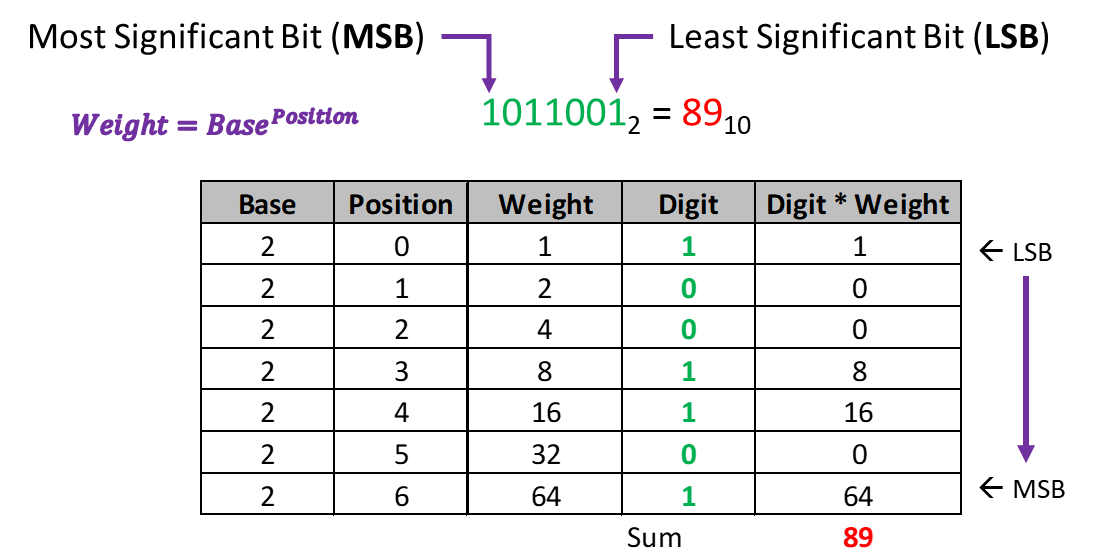 Most Significant Bit (MSB) Least Significant Bit (LSB)
Weight = Base^Position 1011001₂ = 89₁₀
Base Position Weight Digit Digit * Weight
2 0 1 1 1 ← LSB
2 1 2 0 0
2 2 4 0 0
2 3 8 1 8
2 4 16 1 16
2 5 32 0 0
2 6 64 1 64 ← MSB
Sum 89